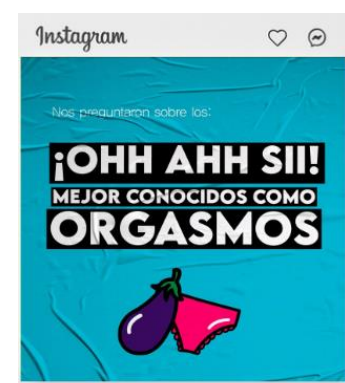 Instagram
Nos preguntaron sobre los:
¡OHH AHH SII!
MEJOR CONOCIDOS COMO
ORGASMOS